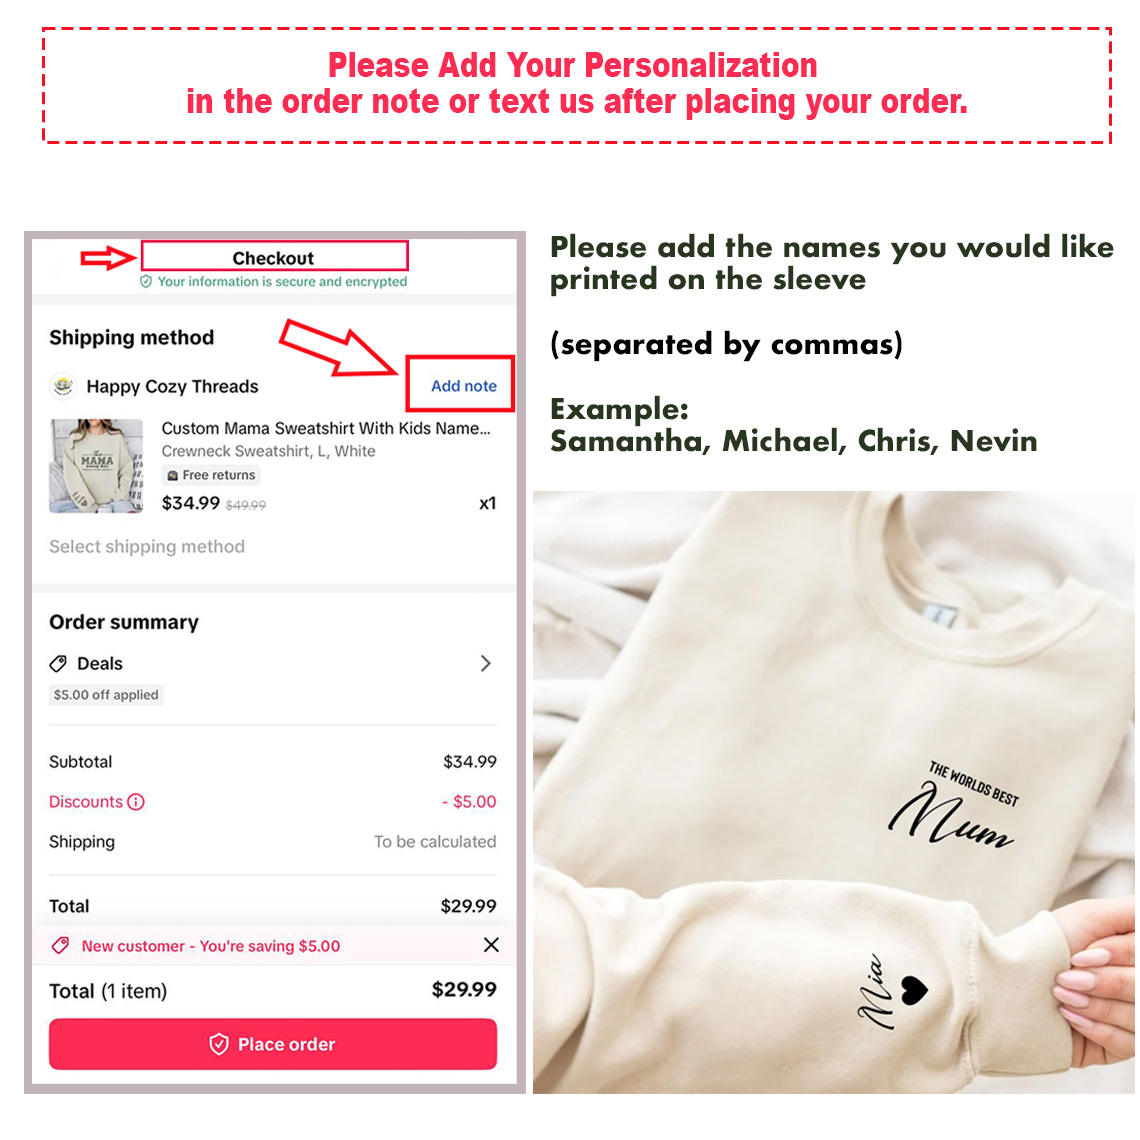 Please Add Your Personalization
in the order note or text us after placing your order.
Checkout
Your information is secure and encrypted
Shipping method
Happy Cozy Threads
Add note
Custom Mama Sweatshirt With Kids Name...
Crewneck Sweatshirt, L, White
Free returns
$34.99 $49.99
x1
Select shipping method
Order summary
Deals
$5.00 off applied
Subtotal
$34.99
Discounts
- $5.00
Shipping
To be calculated
Total
$29.99
New customer - You're saving $5.00
Total (1 item)
$29.99
Place order
Please add the names you would like
printed on the sleeve
(separated by commas)
Example:
Samantha, Michael, Chris, Nevin
THE WORLDS BEST
Mum
Mia
MAMA